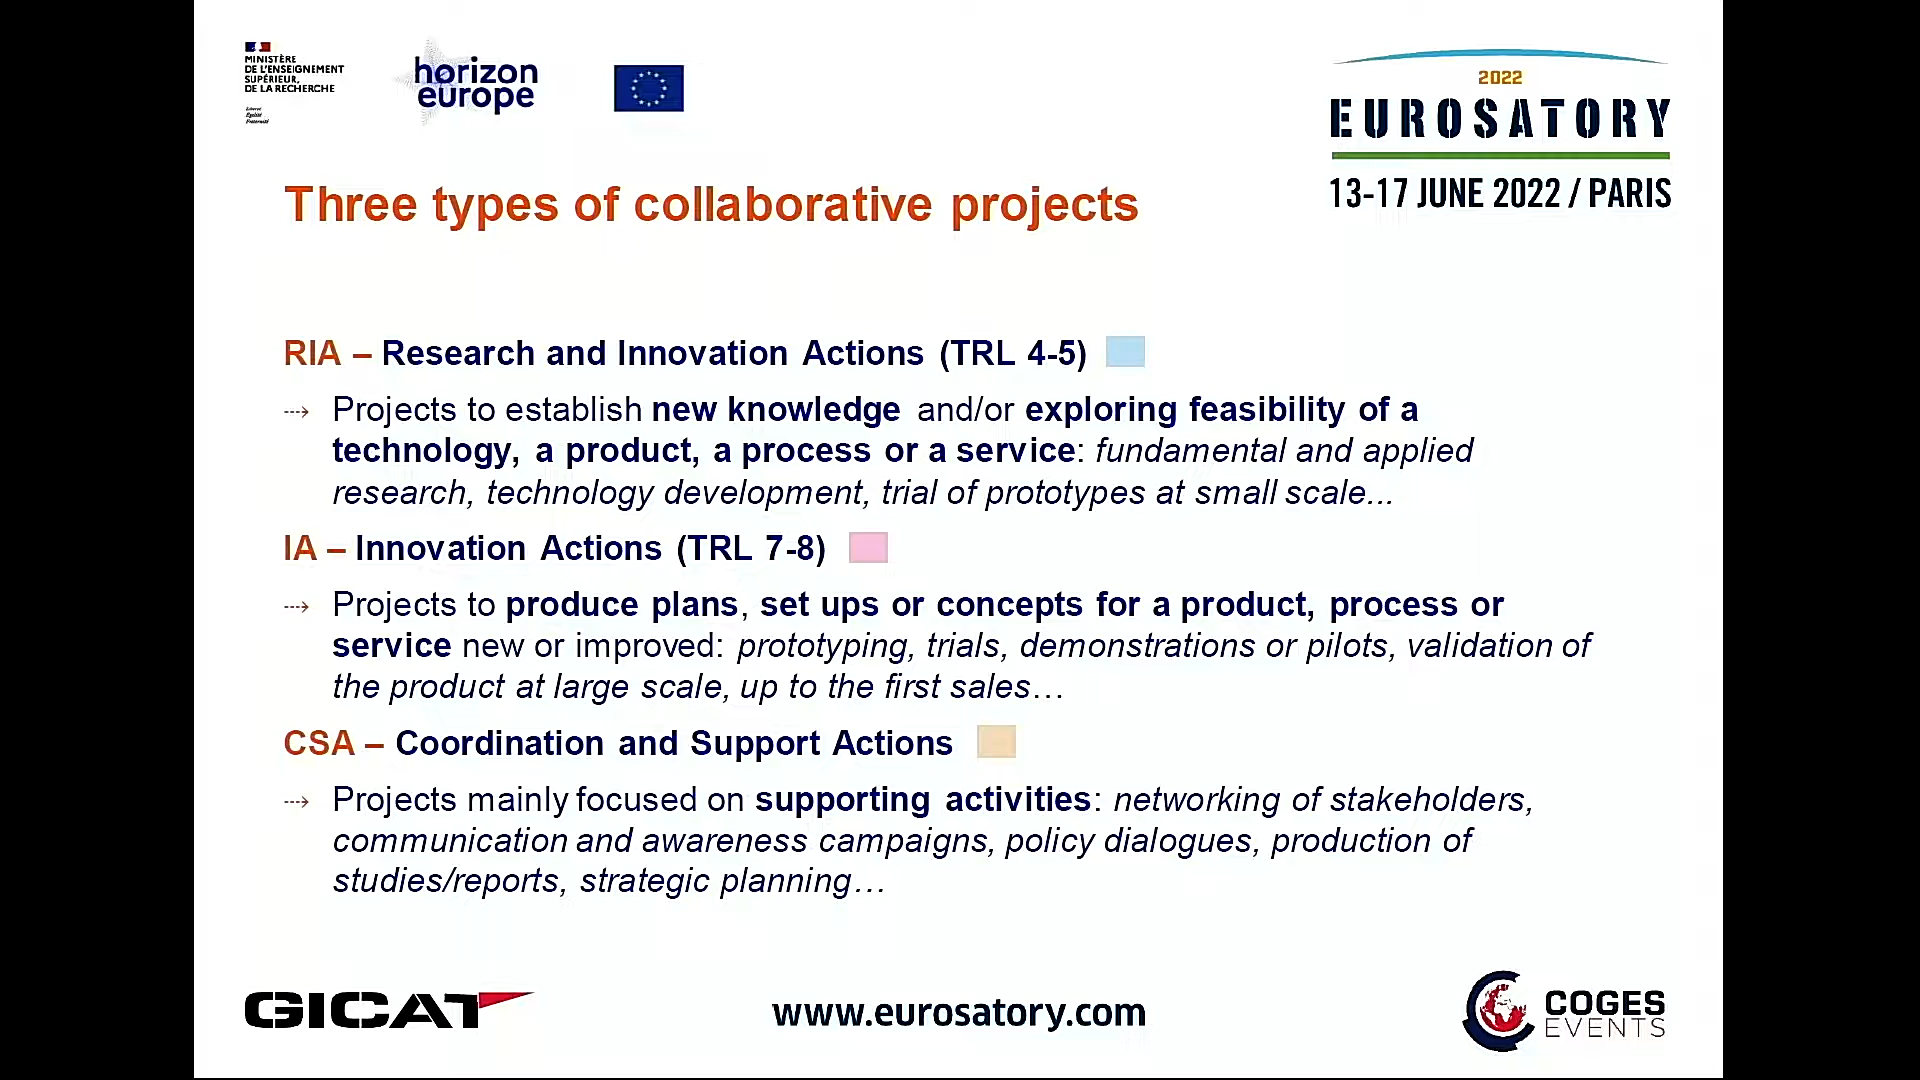 MINISTÈRE
DE L'ENSEIGNEMENT
SUPÉRIEUR,
DE LA RECHERCHE
Liberté
Égalité
Fraternité
horizon
europe
2022
EUROSATORY
13-17 JUNE 2022 / PARIS
Three types of collaborative projects
RIA – Research and Innovation Actions (TRL 4-5)
⤏ Projects to establish new knowledge and/or exploring feasibility of a
technology, a product, a process or a service: fundamental and applied
research, technology development, trial of prototypes at small scale...
IA – Innovation Actions (TRL 7-8)
⤏ Projects to produce plans, set ups or concepts for a product, process or
service new or improved: prototyping, trials, demonstrations or pilots, validation of
the product at large scale, up to the first sales…
CSA – Coordination and Support Actions
⤏ Projects mainly focused on supporting activities: networking of stakeholders,
communication and awareness campaigns, policy dialogues, production of
studies/reports, strategic planning…
GICAT
www.eurosatory.com
COGES
EVENTS